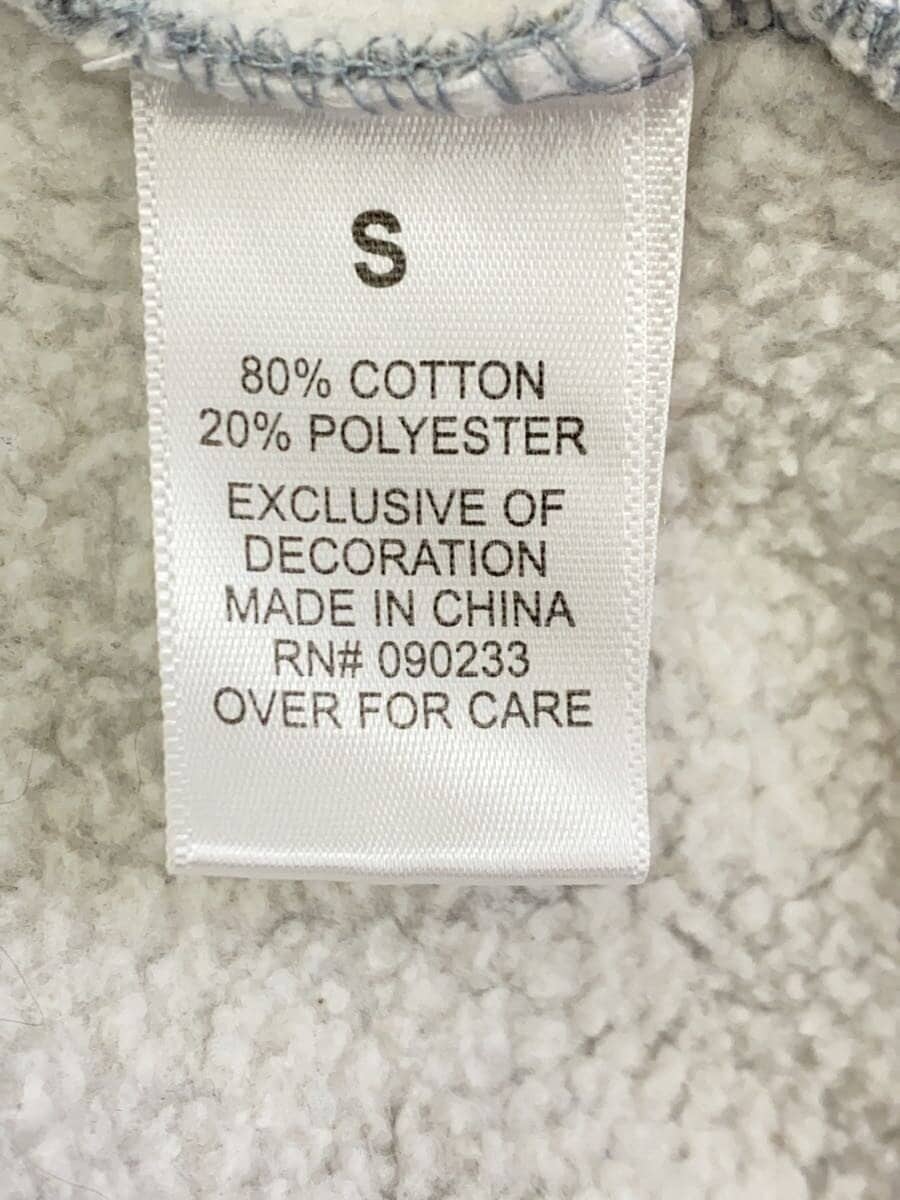 S
80% COTTON
20% POLYESTER
EXCLUSIVE OF
DECORATION
MADE IN CHINA
RN# 090233
OVER FOR CARE